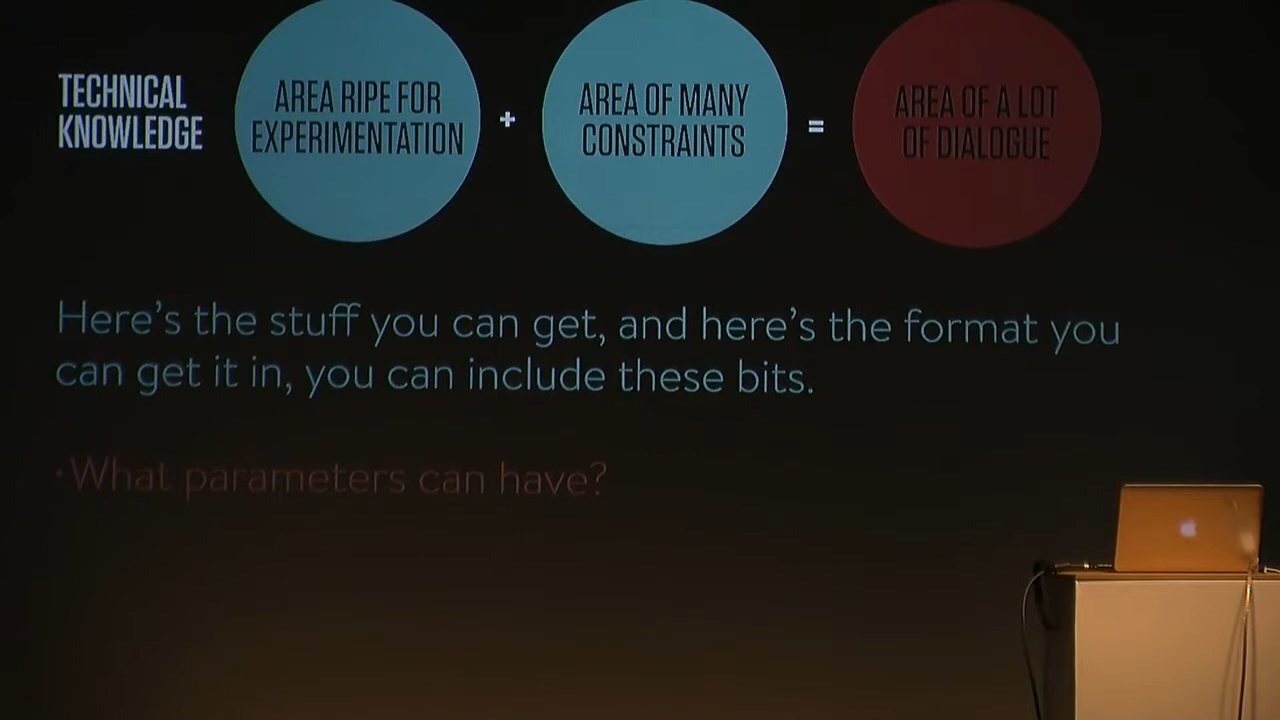 TECHNICAL
KNOWLEDGE
AREA RIPE FOR
EXPERIMENTATION
+
AREA OF MANY
CONSTRAINTS
=
AREA OF A LOT
OF DIALOGUE
Here's the stuff you can get, and here's the format you
can get it in, you can include these bits.
·What parameters can have?